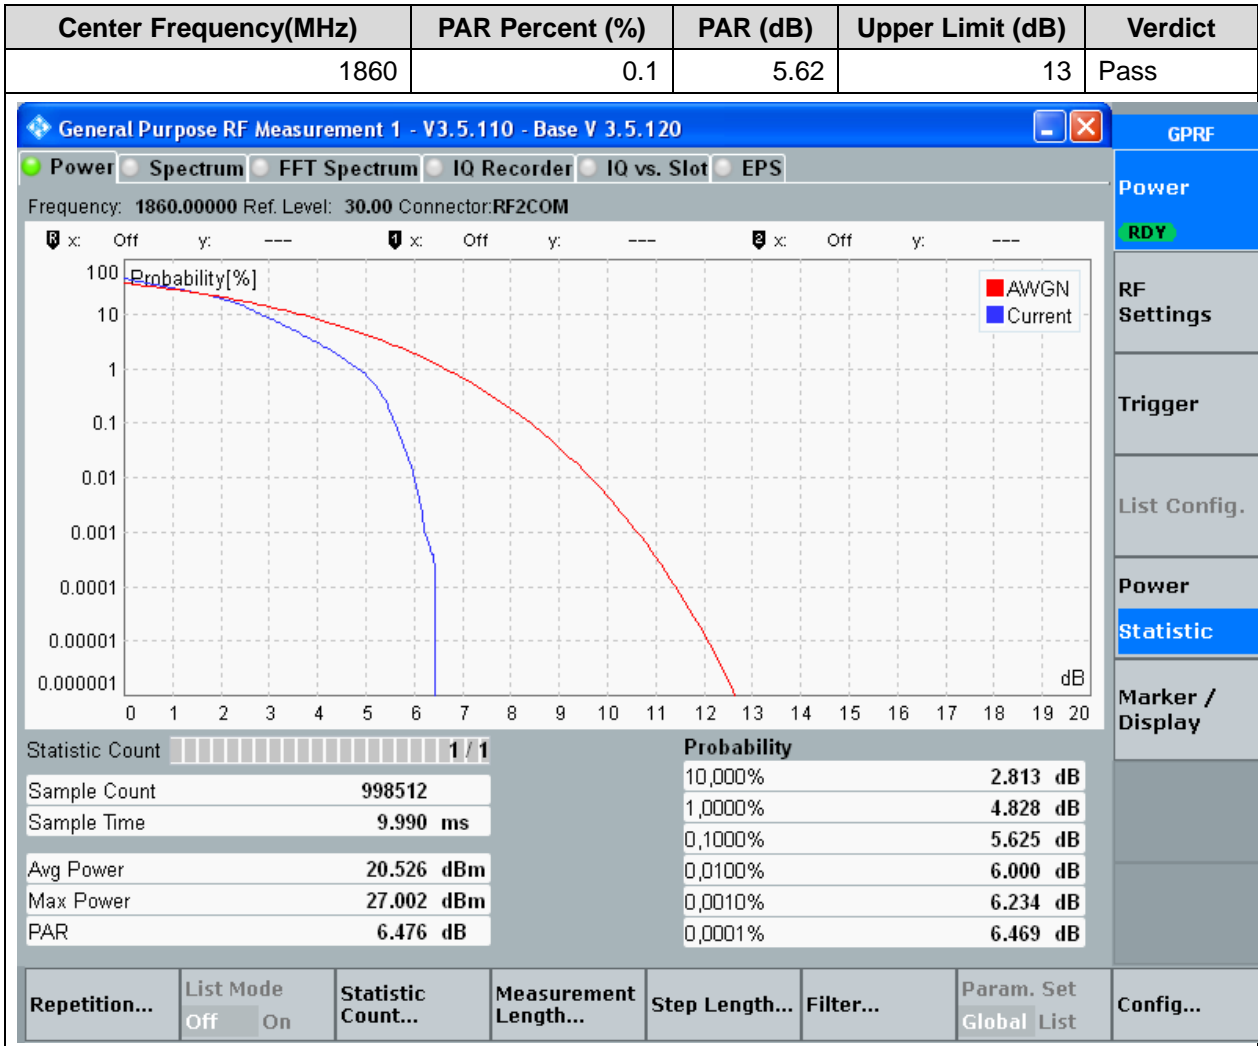 Center Frequency(MHz) PAR Percent (%) PAR (dB) Upper Limit (dB) Verdict
1860 0.1 5.62 13 Pass
General Purpose RF Measurement 1 - V3.5.110 - Base V 3.5.120
GPRF
Power Spectrum FFT Spectrum IQ Recorder IQ vs. Slot EPS
Power
RDY
Frequency: 1860.00000 Ref. Level: 30.00 Connector:RF2COM
R x: Off y: --- 1 x: Off y: --- 2 x: Off y: ---
Probability[%]
100
10
1
0.1
0.01
0.001
0.0001
0.00001
0.000001
AWGN
Current
dB
0 1 2 3 4 5 6 7 8 9 10 11 12 13 14 15 16 17 18 19 20
RF
Settings
Trigger
List Config.
Power
Statistic
Marker /
Display
Statistic Count 1 / 1
Sample Count 998512
Sample Time 9.990 ms
Avg Power 20.526 dBm
Max Power 27.002 dBm
PAR 6.476 dB
Probability
10,000% 2.813 dB
1,0000% 4.828 dB
0,1000% 5.625 dB
0,0100% 6.000 dB
0,0010% 6.234 dB
0,0001% 6.469 dB
Repetition...
List Mode
Off On
Statistic
Count...
Measurement
Length...
Step Length...
Filter...
Param. Set
Global List
Config...